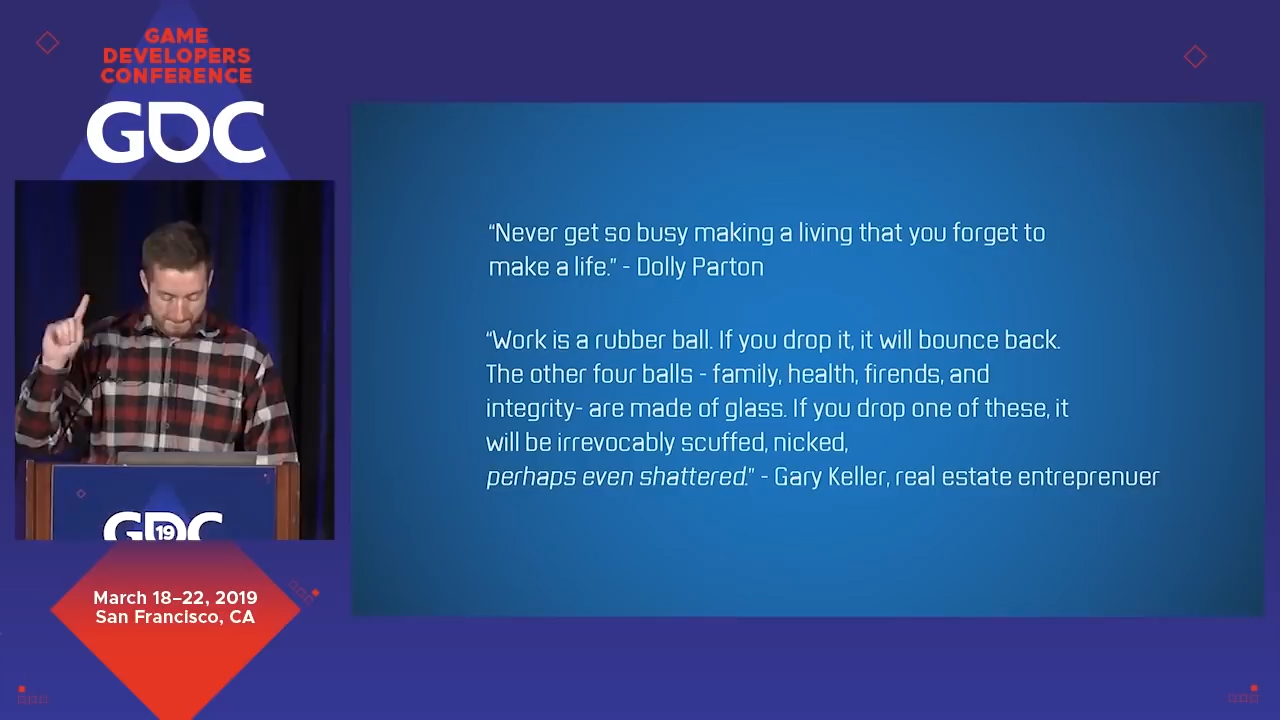 GAME
DEVELOPERS
CONFERENCE
GDC
“Never get so busy making a living that you forget to
make a life.” - Dolly Parton
“Work is a rubber ball. If you drop it, it will bounce back.
The other four balls - family, health, firends, and
integrity- are made of glass. If you drop one of these, it
will be irrevocably scuffed, nicked,
perhaps even shattered.” - Gary Keller, real estate entreprenuer
GDC
19
March 18–22, 2019
San Francisco, CA